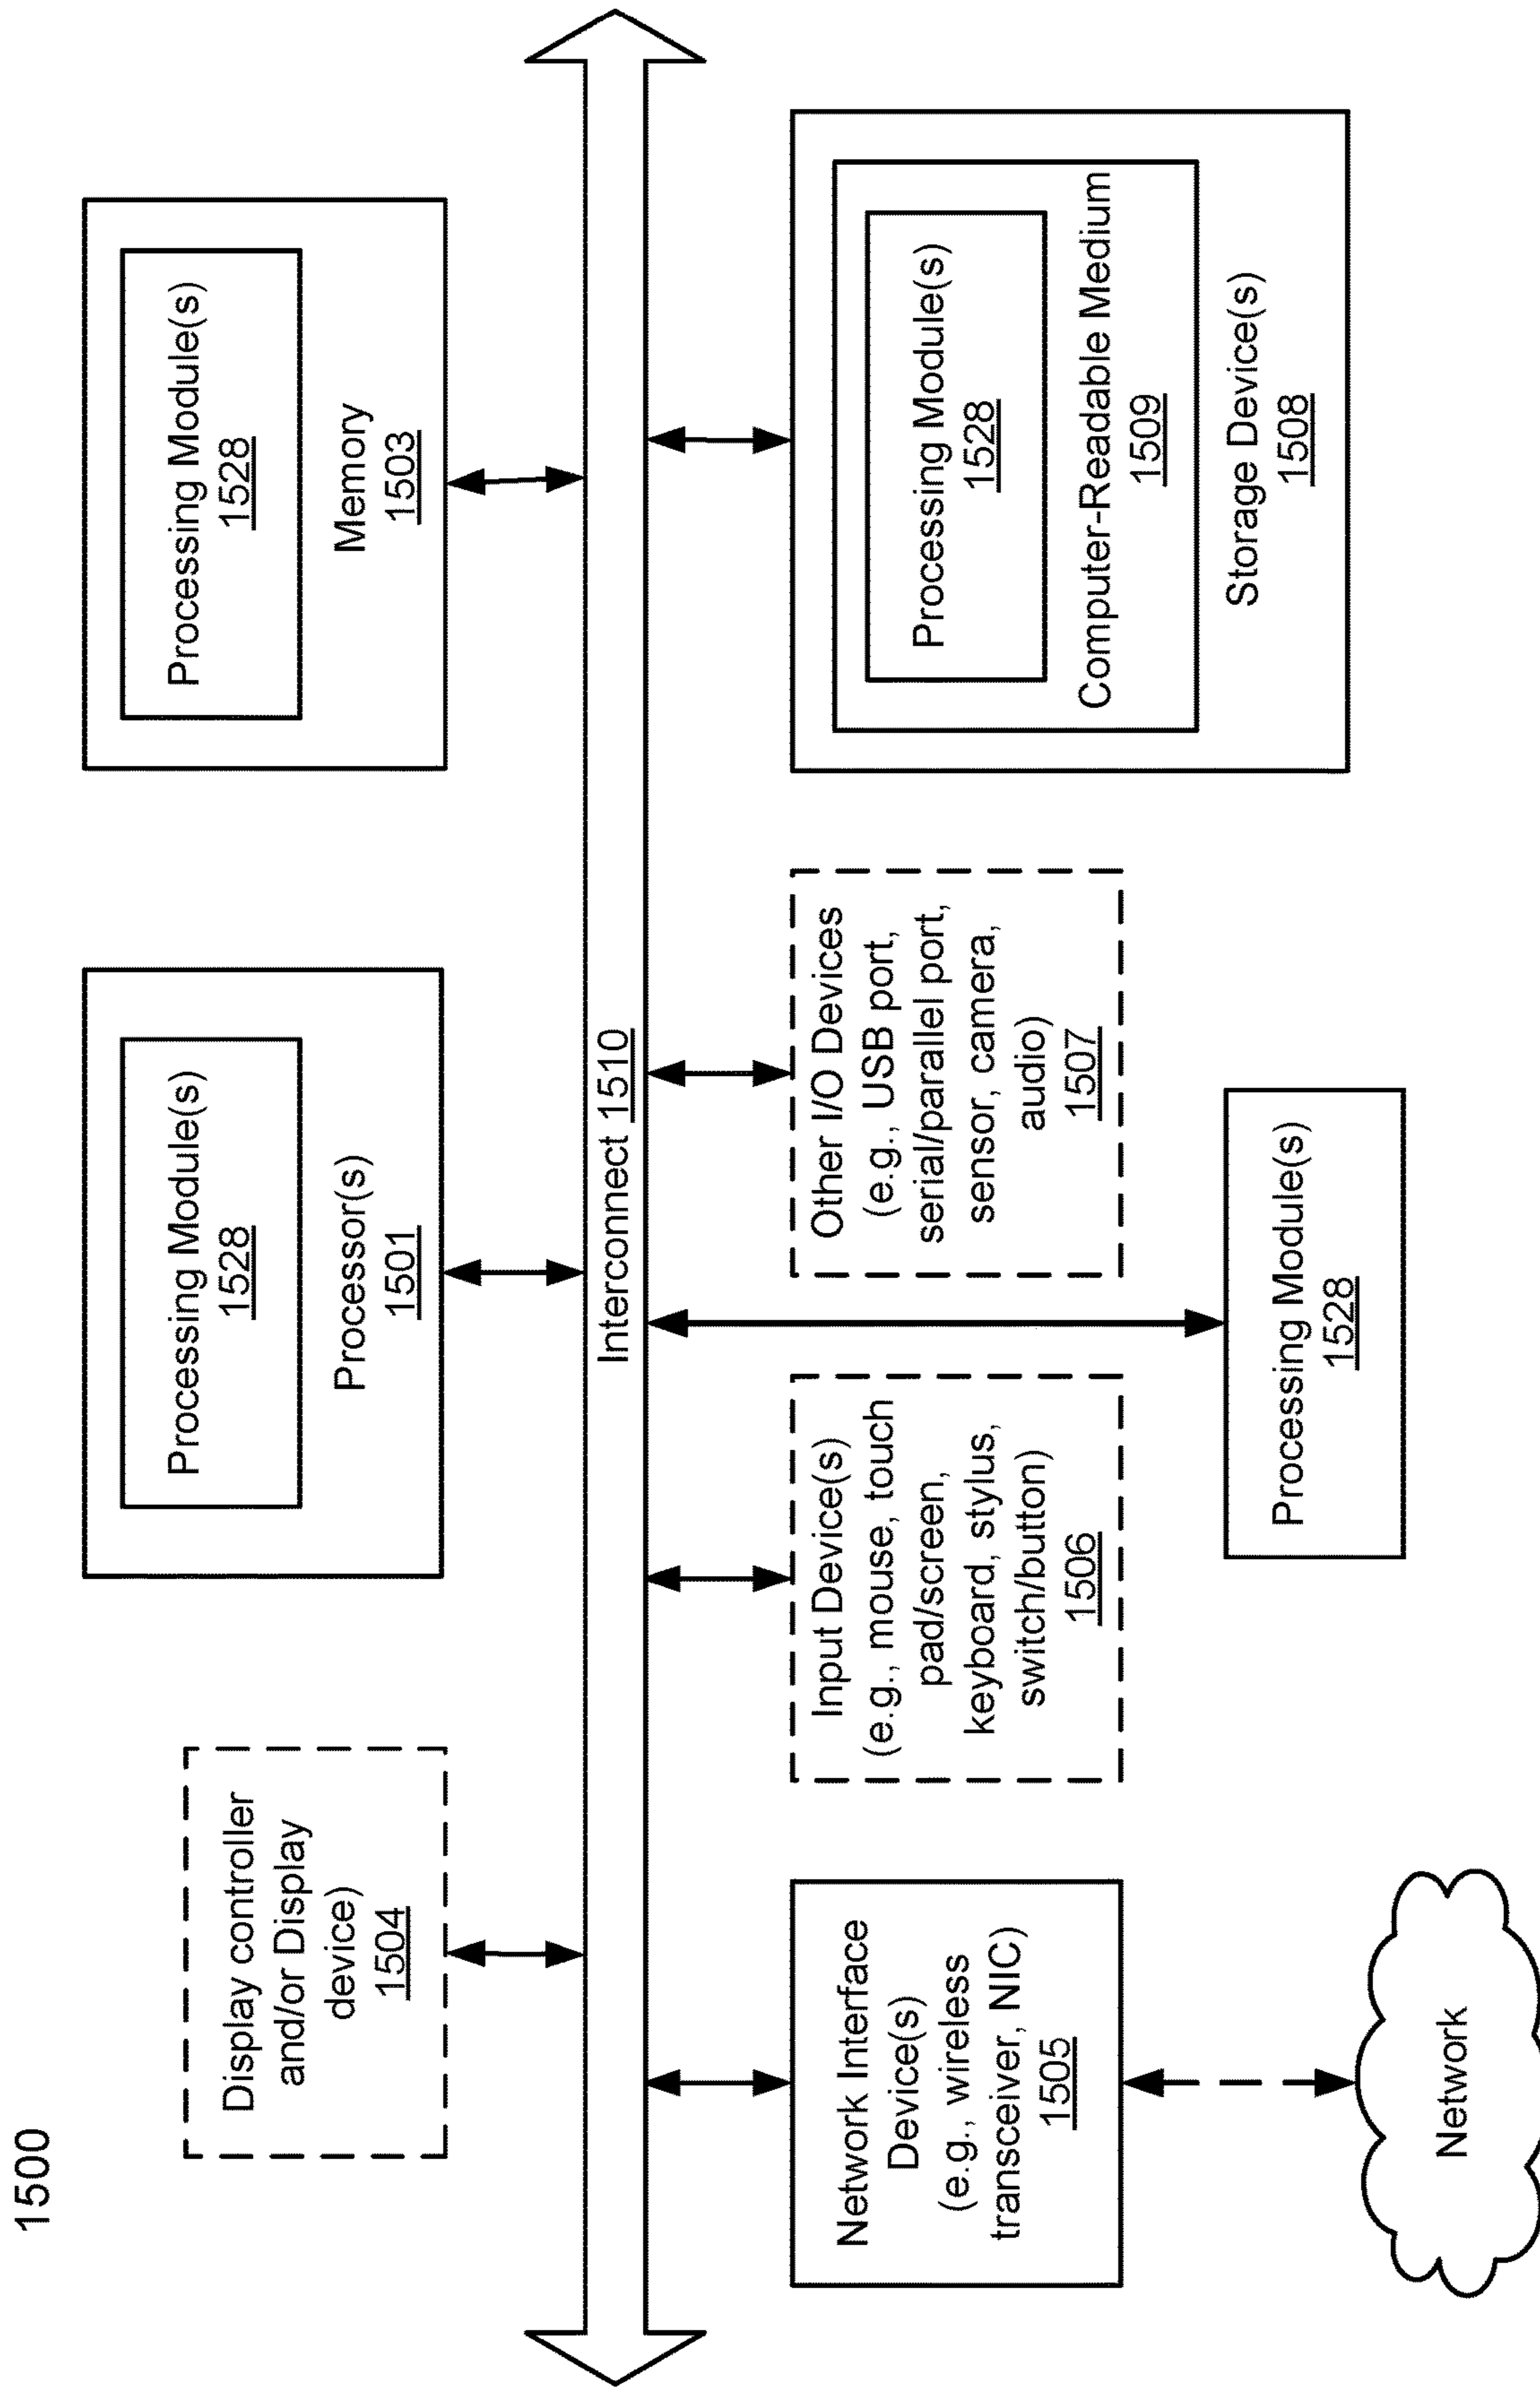 1500
Display controller
and/or Display
device)
1504
Processing Module(s)
1528
Processor(s)
1501
Processing Module(s)
1528
Memory
1503
Interconnect 1510
Network Interface
Device(s)
(e.g., wireless
transceiver, NIC)
1505
Input Device(s)
(e.g., mouse, touch
pad/screen,
keyboard, stylus,
switch/button)
1506
Other I/O Devices
(e.g., USB port,
serial/parallel port,
sensor, camera,
audio)
1507
Processing Module(s)
1528
Computer-Readable Medium
1509
Storage Device(s)
1508
Processing Module(s)
1528
Network